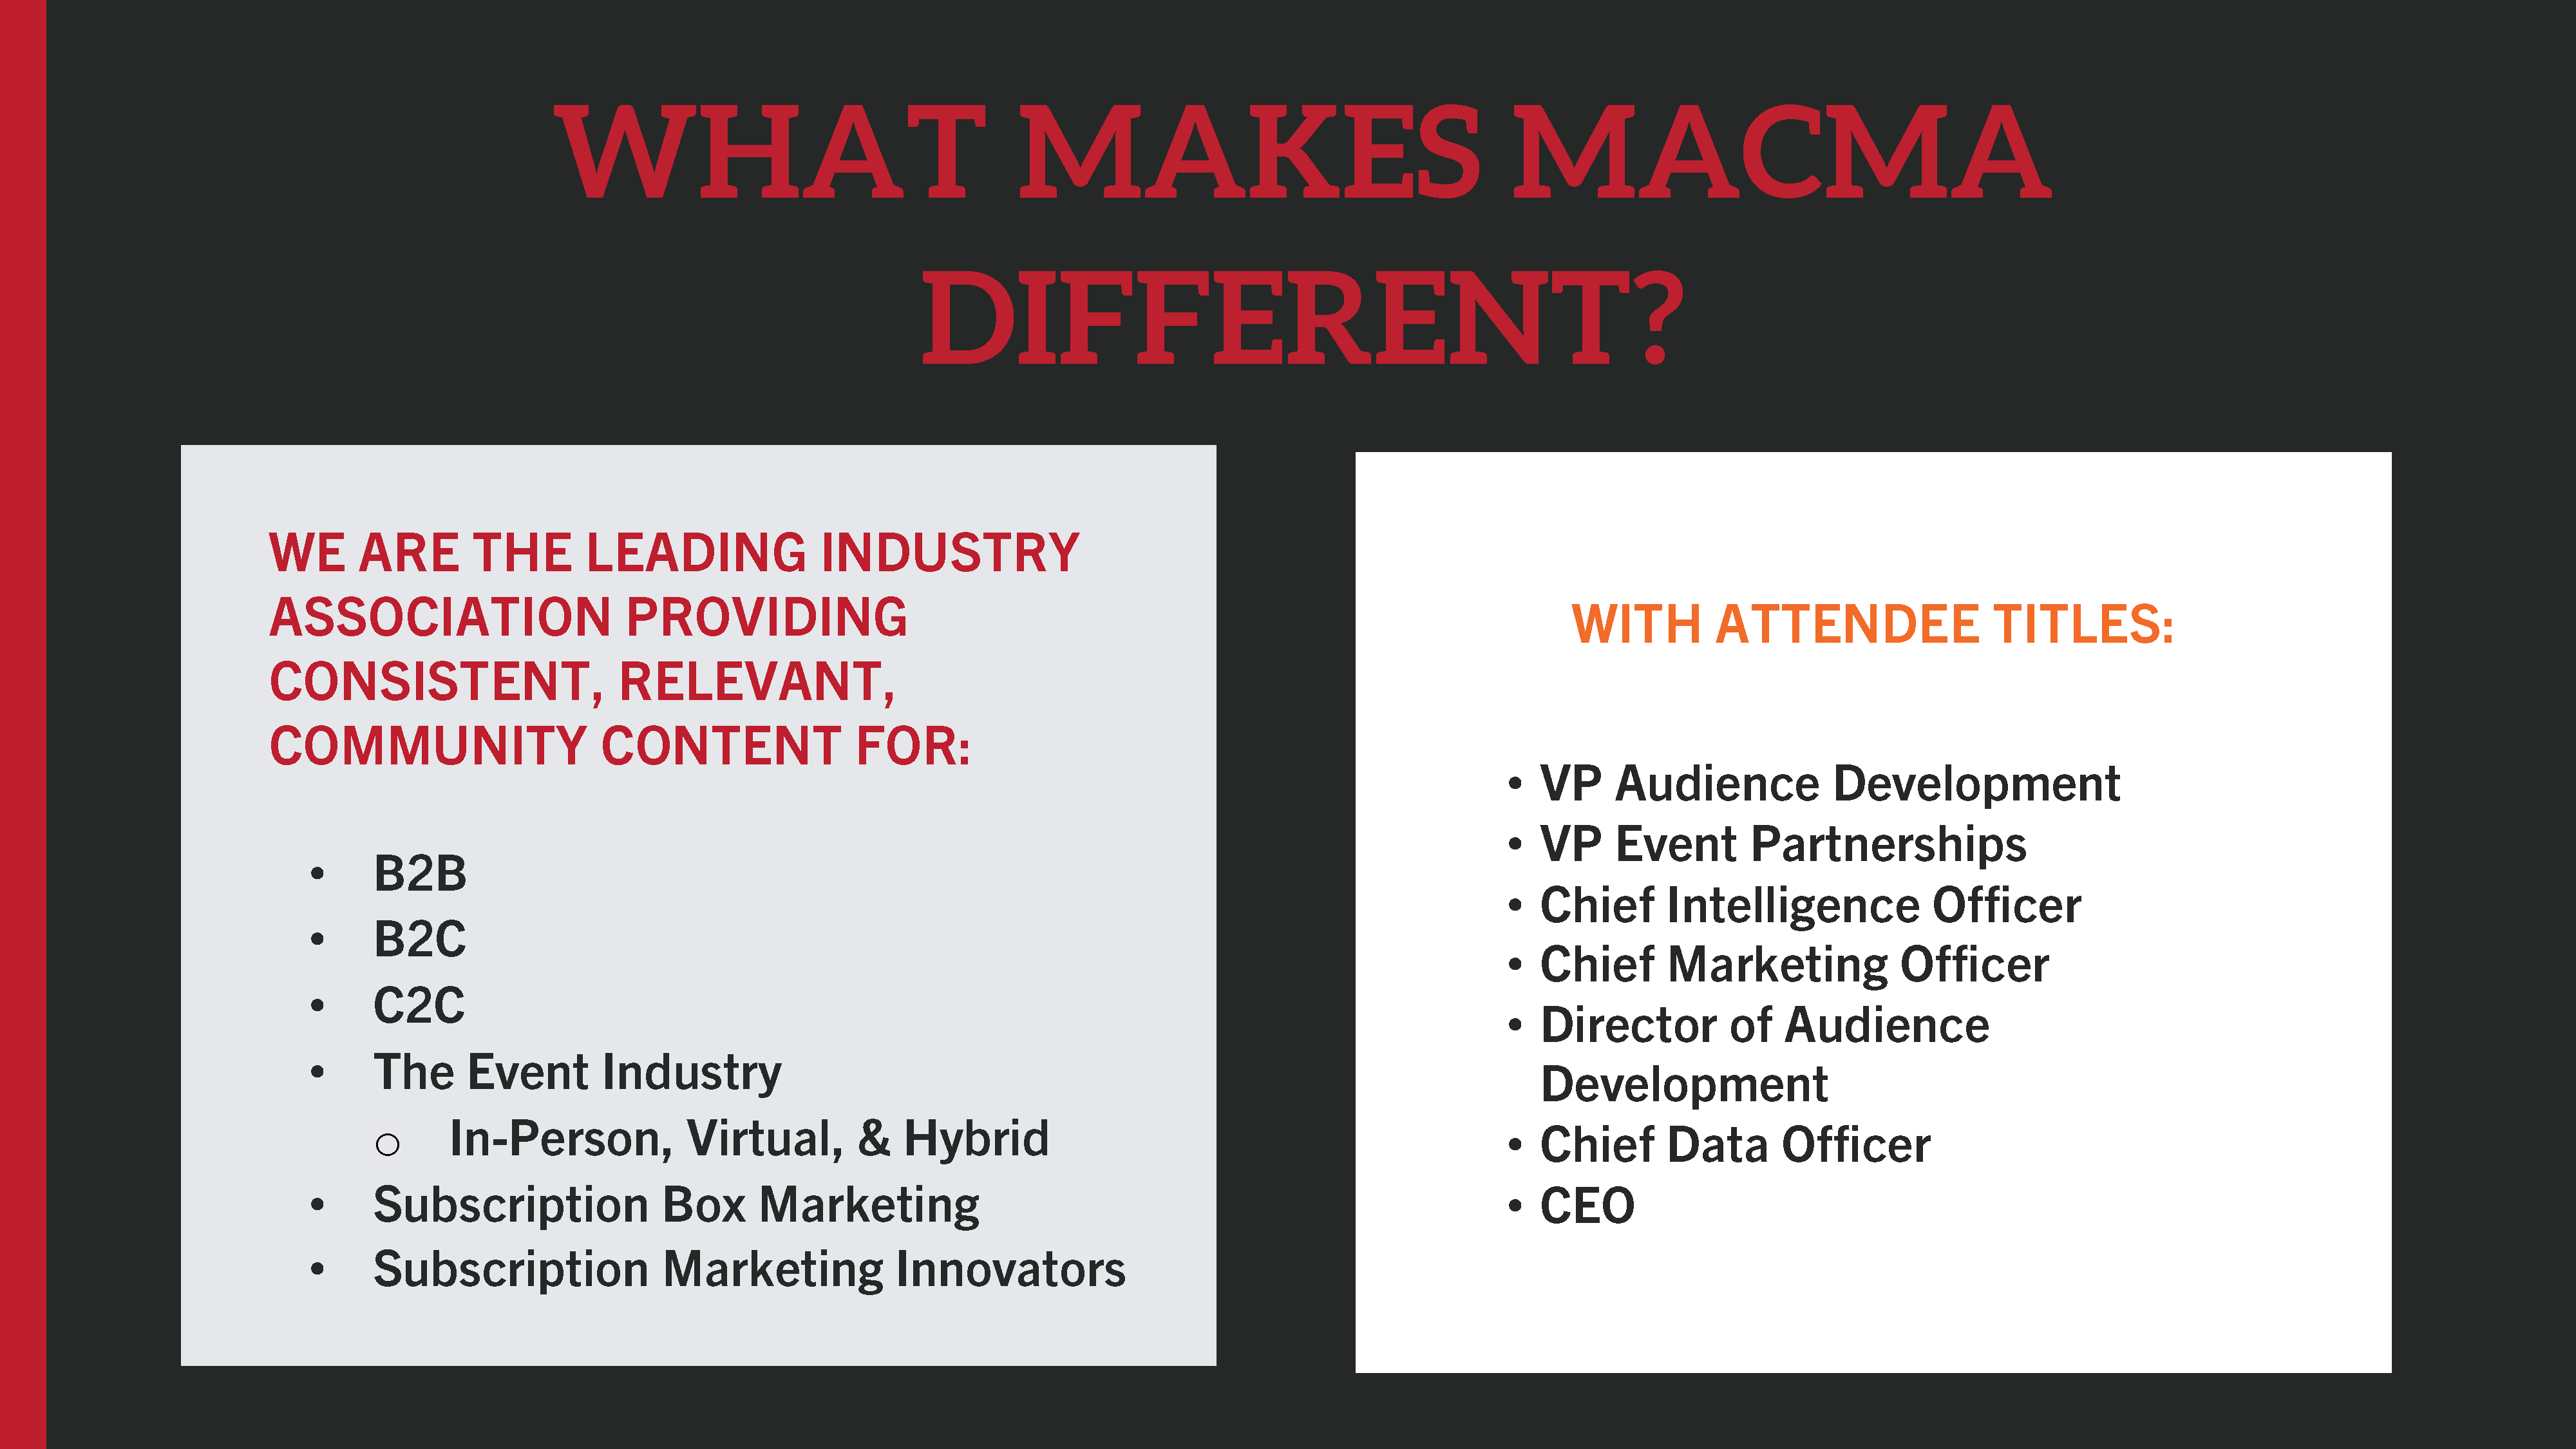 WHAT MAKES MACMA
DIFFERENT?
WE ARE THE LEADING INDUSTRY
ASSOCIATION PROVIDING
CONSISTENT, RELEVANT,
COMMUNITY CONTENT FOR:
• B2B
• B2C
• C2C
• The Event Industry
o In-Person, Virtual, & Hybrid
• Subscription Box Marketing
• Subscription Marketing Innovators
WITH ATTENDEE TITLES:
• VP Audience Development
• VP Event Partnerships
• Chief Intelligence Officer
• Chief Marketing Officer
• Director of Audience
Development
• Chief Data Officer
• CEO